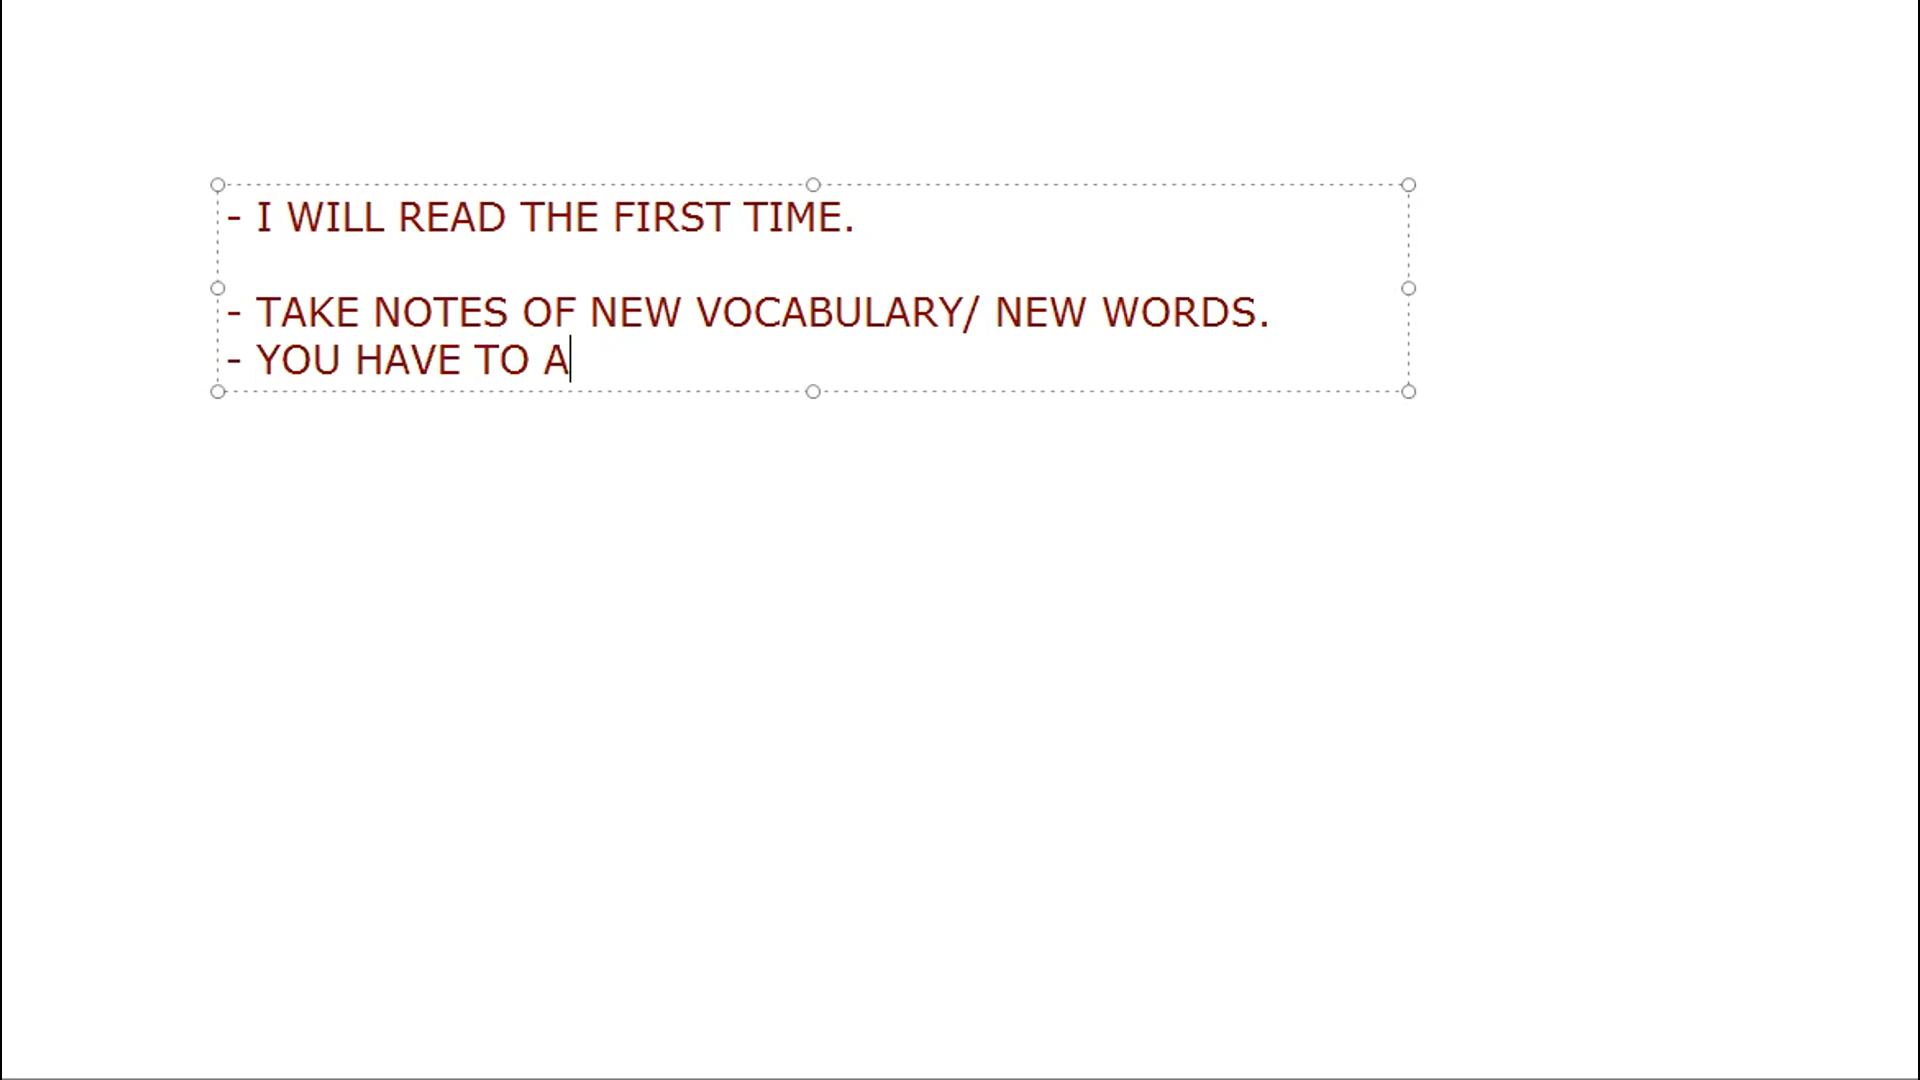 - I WILL READ THE FIRST TIME.
- TAKE NOTES OF NEW VOCABULARY/ NEW WORDS.
- YOU HAVE TO A